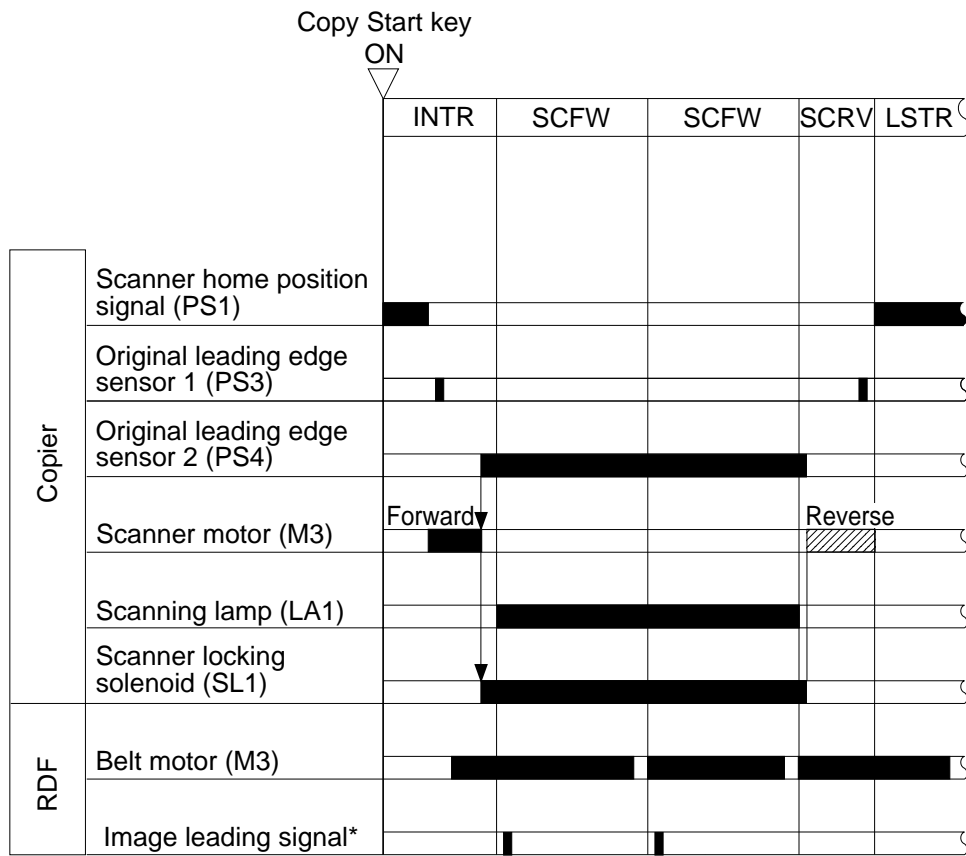 Copy Start key
ON
INTR SCFW SCFW SCRV LSTR
Copier
Scanner home position
signal (PS1)
Original leading edge
sensor 1 (PS3)
Original leading edge
sensor 2 (PS4)
Scanner motor (M3)
Forward
Reverse
Scanning lamp (LA1)
Scanner locking
solenoid (SL1)
RDF
Belt motor (M3)
Image leading signal*